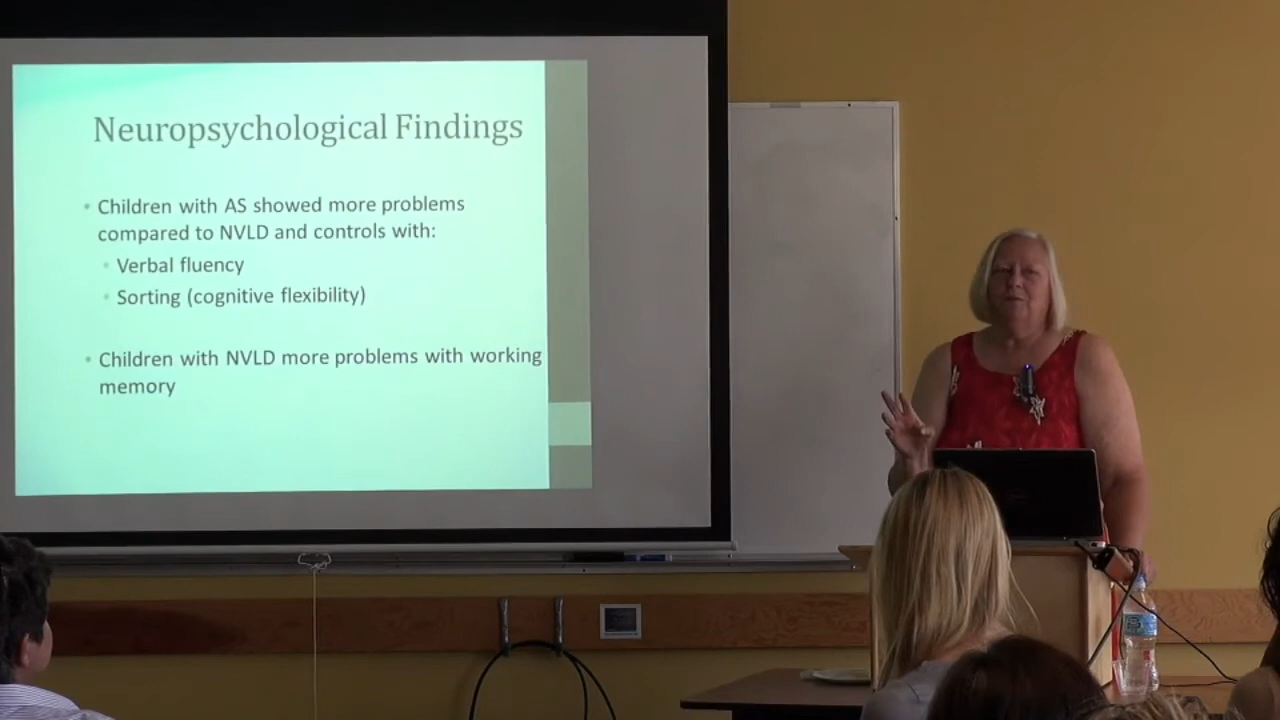 Neuropsychological Findings
• Children with AS showed more problems
compared to NVLD and controls with:
• Verbal fluency
• Sorting (cognitive flexibility)
• Children with NVLD more problems with working
memory